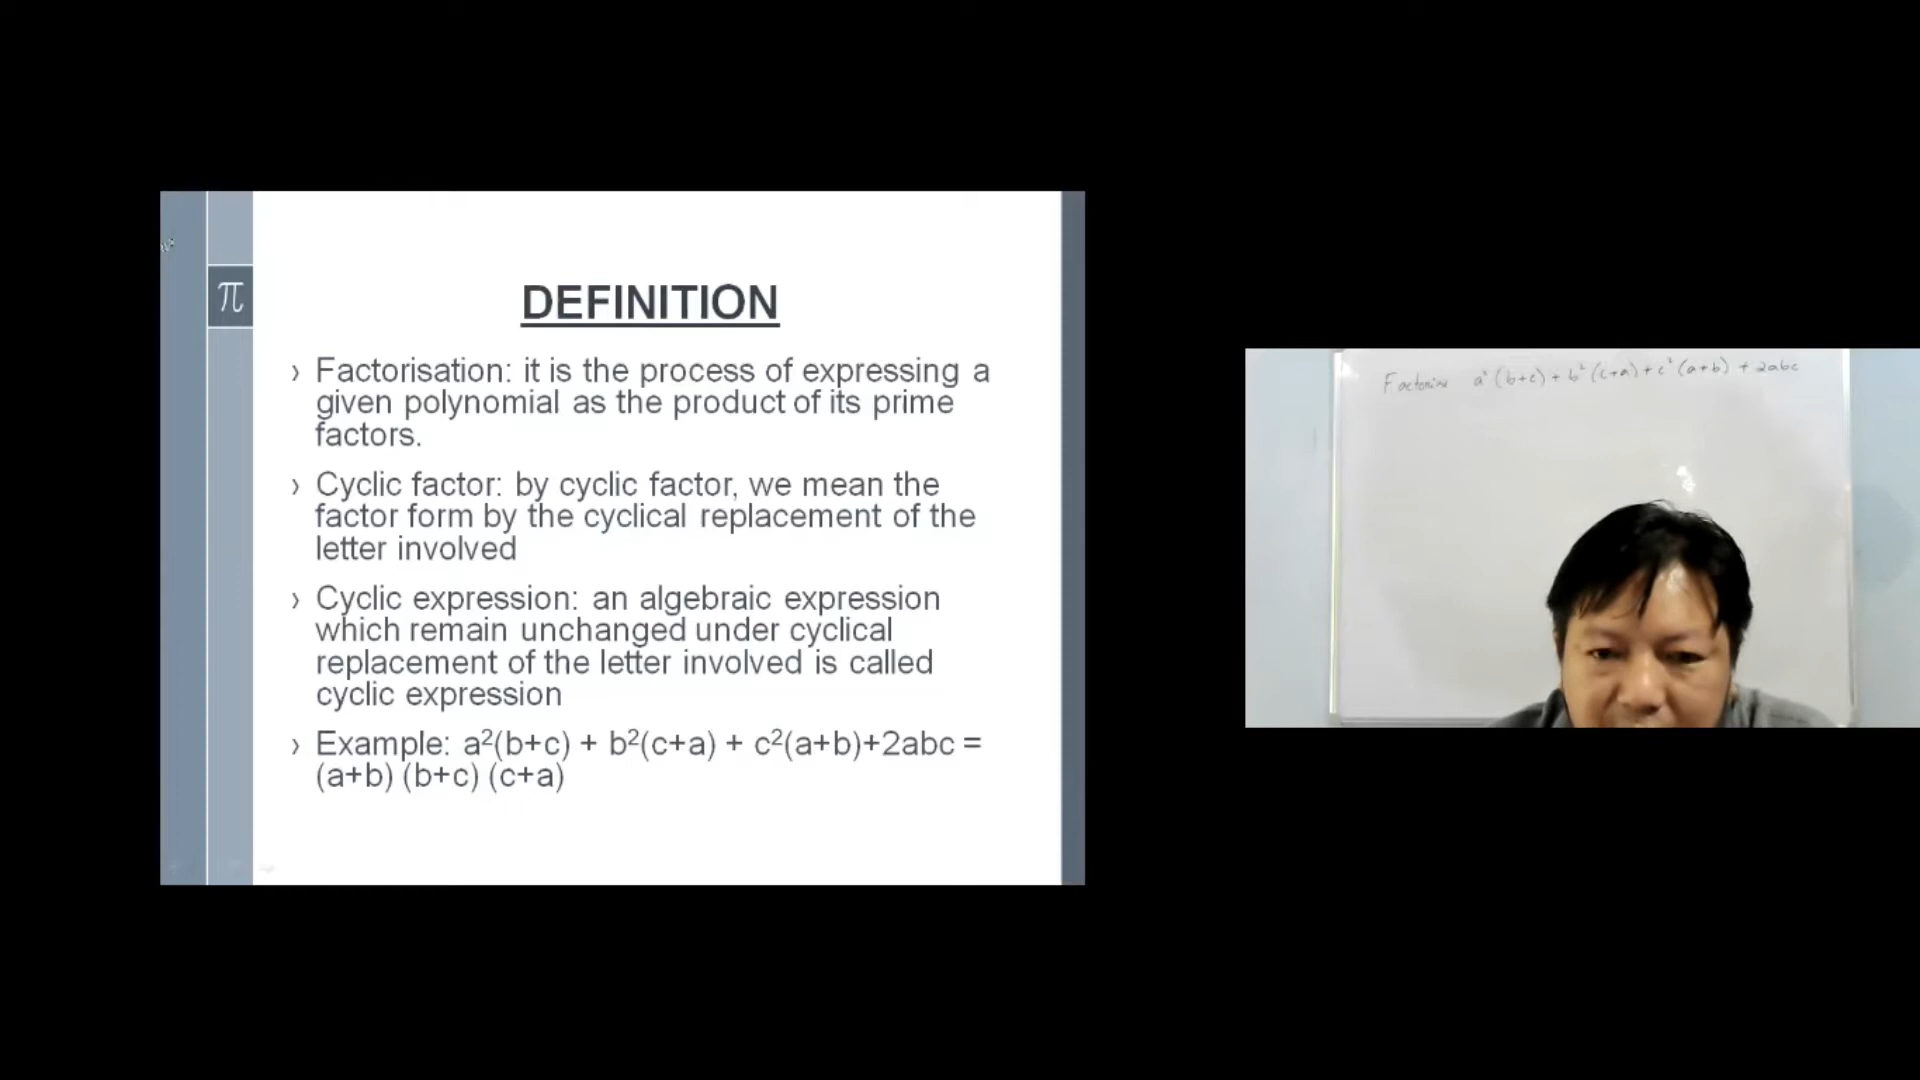 π
DEFINITION
› Factorisation: it is the process of expressing a
given polynomial as the product of its prime
factors.
› Cyclic factor: by cyclic factor, we mean the
factor form by the cyclical replacement of the
letter involved
› Cyclic expression: an algebraic expression
which remain unchanged under cyclical
replacement of the letter involved is called
cyclic expression
› Example: a²(b+c) + b²(c+a) + c²(a+b)+2abc =
(a+b) (b+c) (c+a)
Factorise a²(b+c) + b²(c+a) + c²(a+b) + 2abc